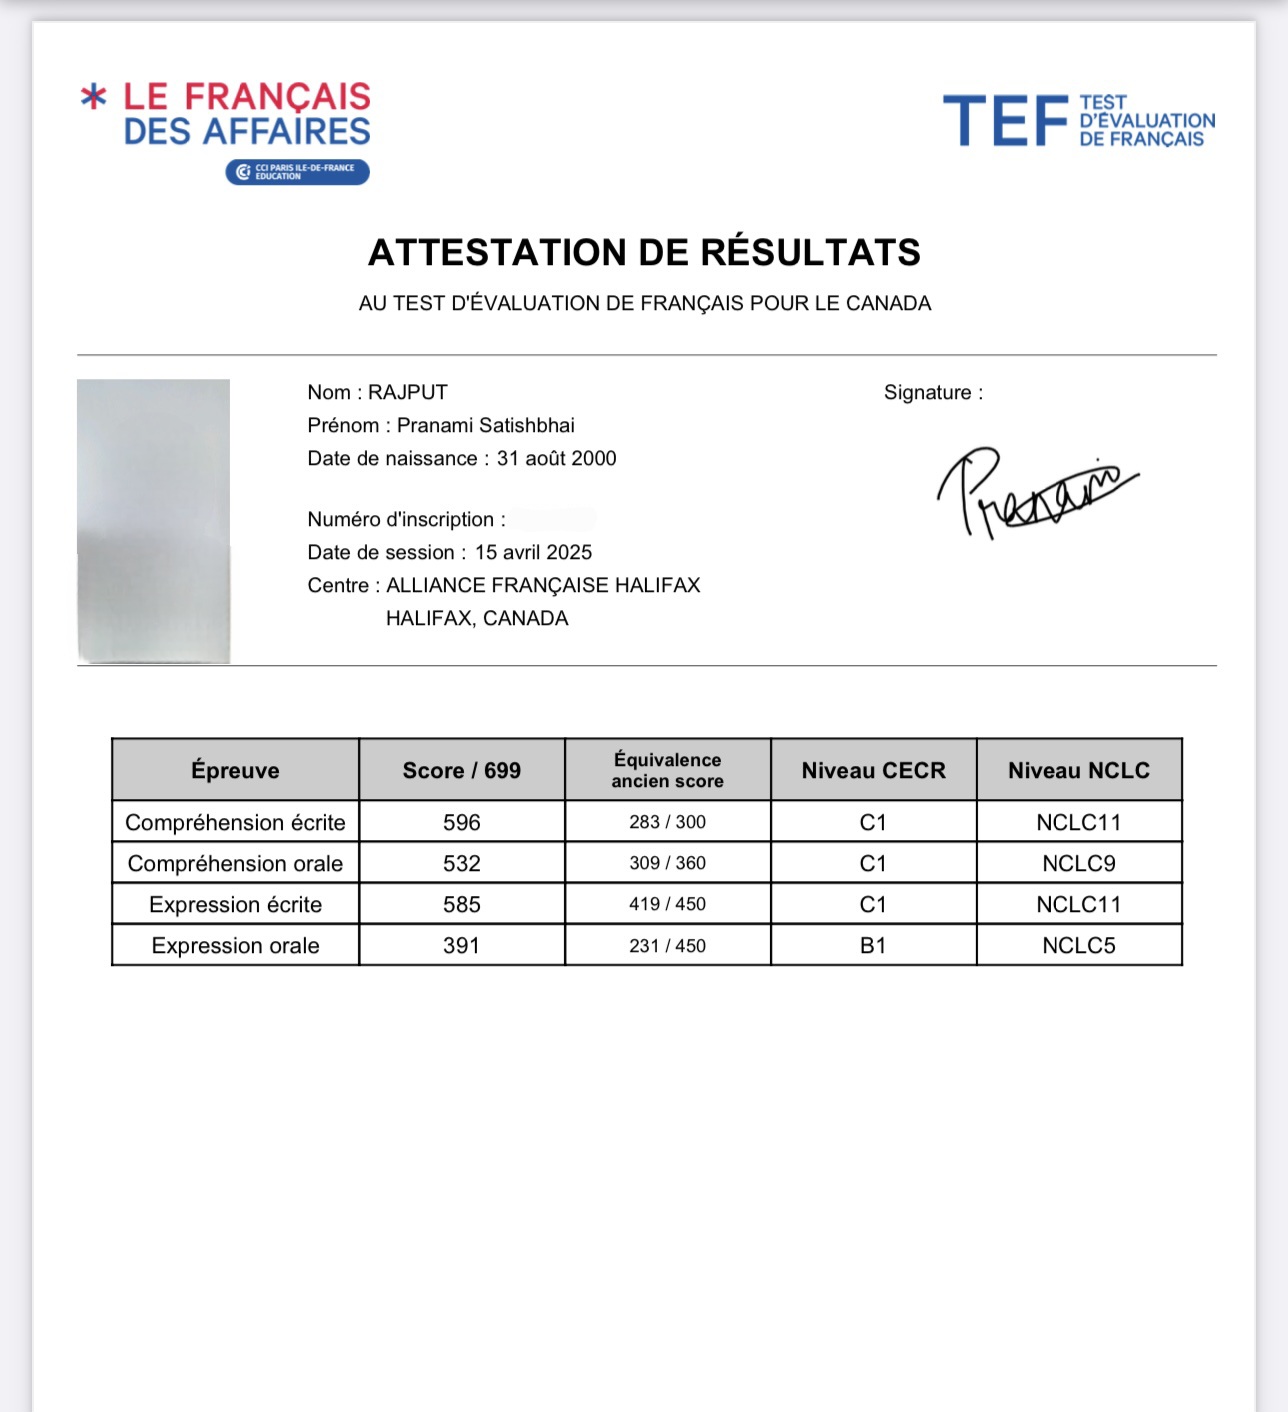 LE FRANÇAIS
DES AFFAIRES
CCI PARIS ILE-DE-FRANCE
EDUCATION
TEF TEST
D'ÉVALUATION
DE FRANÇAIS
ATTESTATION DE RÉSULTATS
AU TEST D'ÉVALUATION DE FRANÇAIS POUR LE CANADA
Nom : RAJPUT
Prénom : Pranami Satishbhai
Date de naissance : 31 août 2000
Numéro d'inscription :
Date de session : 15 avril 2025
Centre : ALLIANCE FRANÇAISE HALIFAX
HALIFAX, CANADA
Signature :
Pranami
Épreuve Score / 699 Équivalence ancien score Niveau CECR Niveau NCLC
Compréhension écrite 596 283 / 300 C1 NCLC11
Compréhension orale 532 309 / 360 C1 NCLC9
Expression écrite 585 419 / 450 C1 NCLC11
Expression orale 391 231 / 450 B1 NCLC5